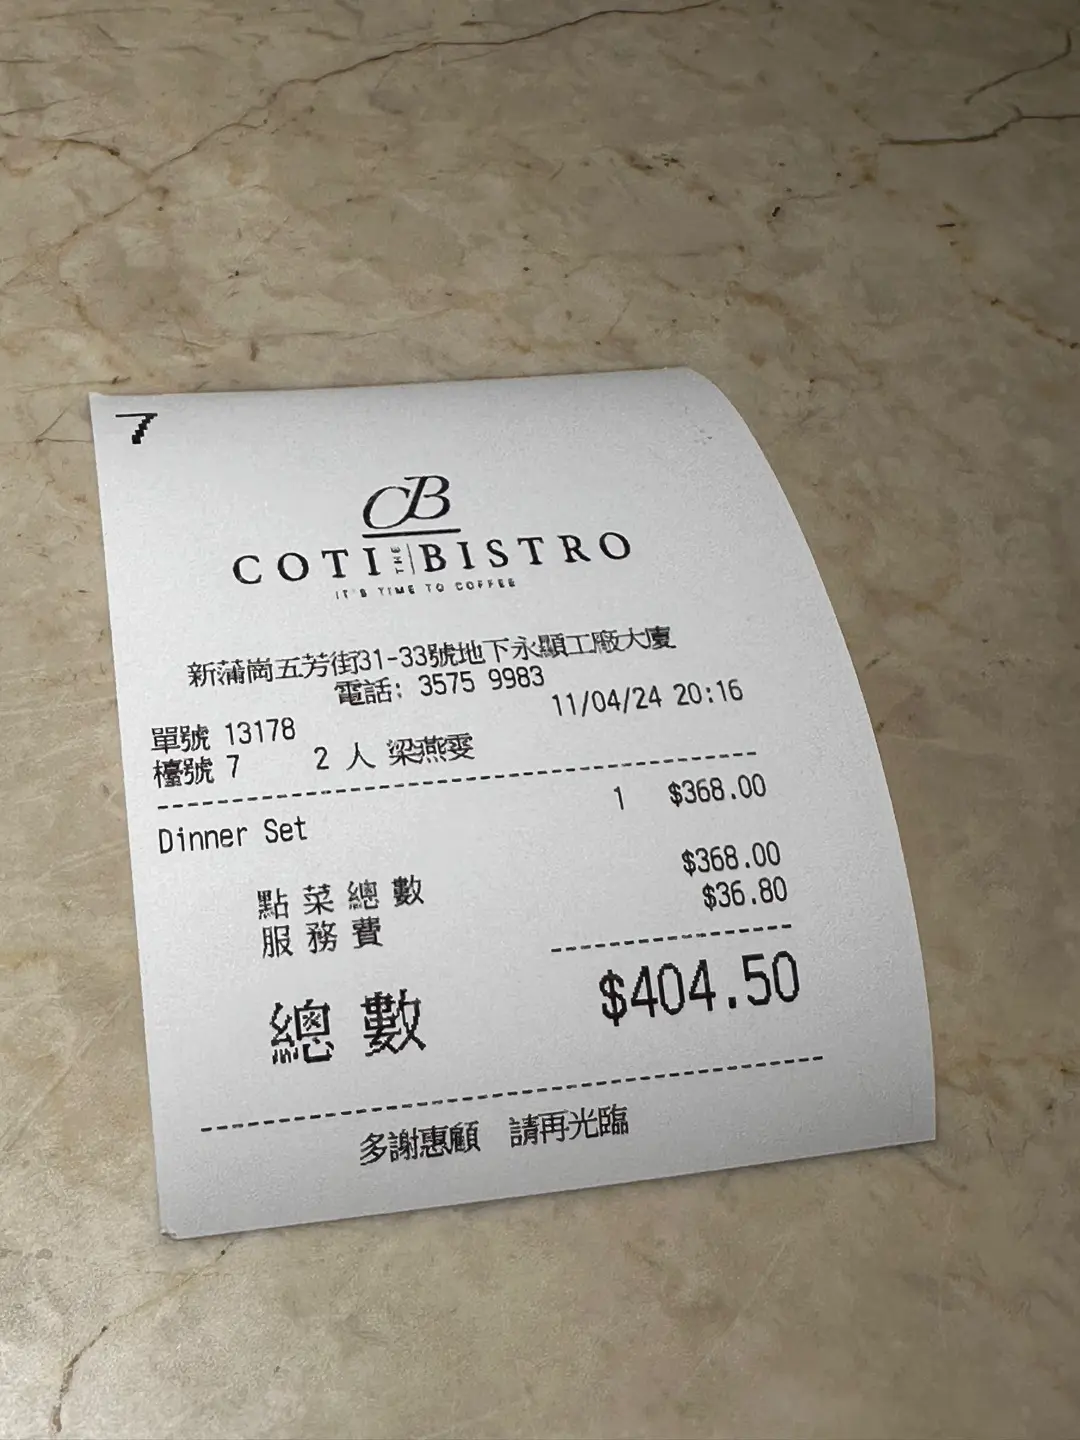 7
CB
COTI THE BISTRO
IT'S TIME TO COFFEE
新蒲崗五芳街31-33號地下永顯工廠大廈
電話: 3575 9983
11/04/24 20:16
單號 13178
檯號 7 2 人 梁燕雯
Dinner Set 1 $368.00
點菜總數 $368.00
服務費 $36.80
總數 $404.50
多謝惠顧 請再光臨